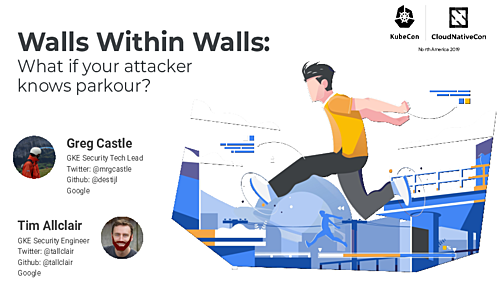 Walls Within Walls:
What if your attacker
knows parkour?
KubeCon
CloudNativeCon
North America 2019
Greg Castle
GKE Security Tech Lead
Twitter: @mrgcastle
Github: @destijl
Google
Tim Allclair
GKE Security Engineer
Twitter: @tallclair
Github: @tallclair
Google